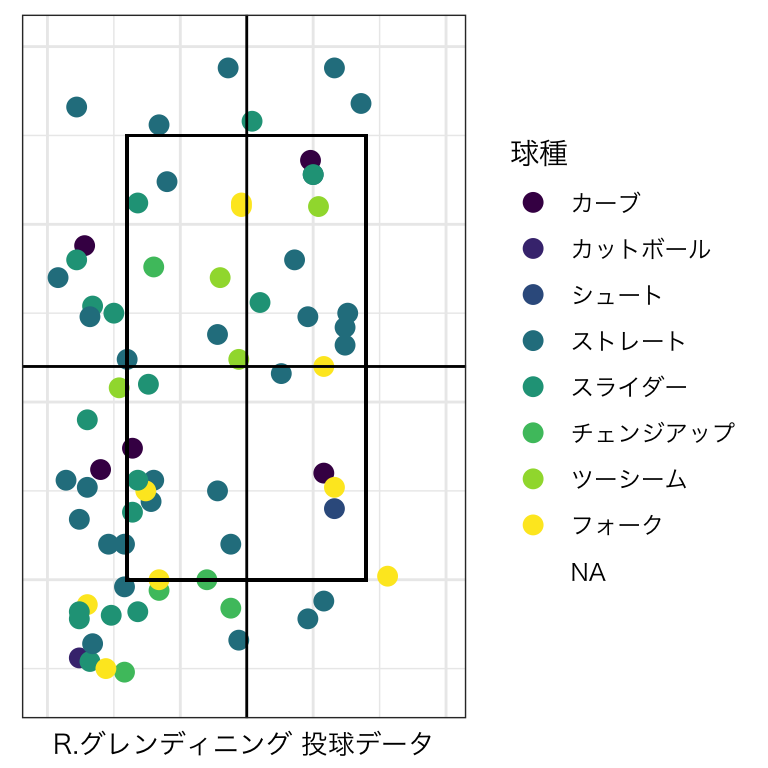 球種
カーブ
カットボール
シュート
ストレート
スライダー
チェンジアップ
ツーシーム
フォーク
NA
R.グレンディニング 投球データ